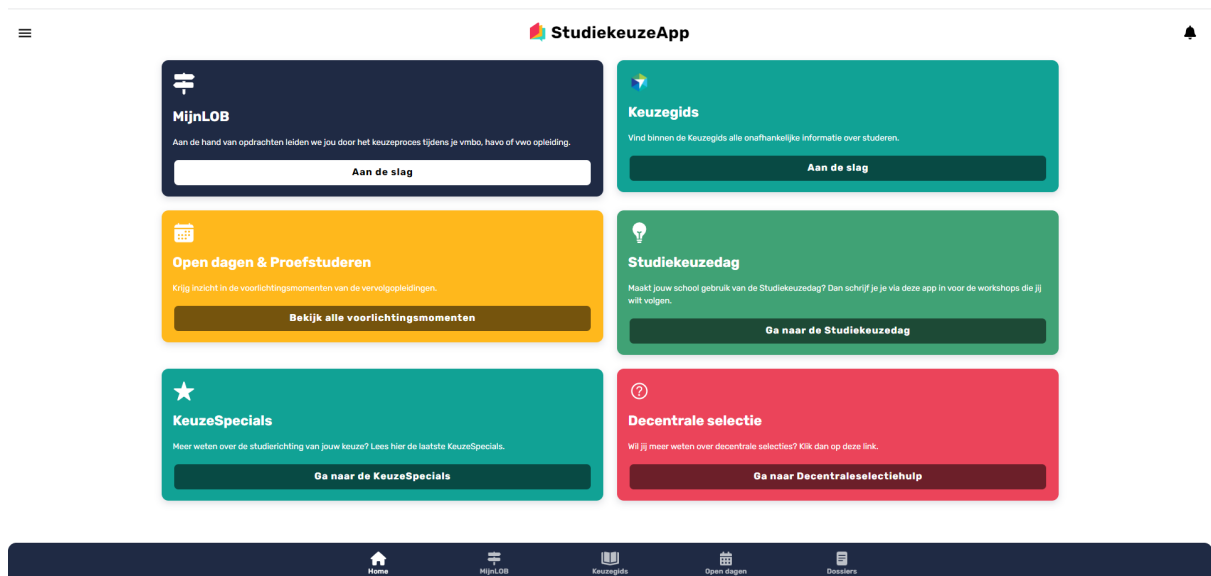 StudiekeuzeApp
MijnLOB
Aan de hand van opdrachten leiden we jou door het keuzeproces tijdens je vmbo, havo of vwo opleiding.
Aan de slag
Keuzegids
Vind binnen de Keuzegids alle onafhankelijke informatie over studeren.
Aan de slag
Open dagen & Proefstuderen
Krijg inzicht in de voorlichtingsmomenten van de vervolgopleidingen.
Bekijk alle voorlichtingsmomenten
Studiekeuzedag
Maakt jouw school gebruik van de Studiekeuzedag? Dan schrijf je je via deze app in voor de workshops die jij
wilt volgen.
Ga naar de Studiekeuzedag
KeuzeSpecials
Meer weten over de studierichting van jouw keuze? Lees hier de laatste KeuzeSpecials.
Ga naar de KeuzeSpecials
Decentrale selectie
Wil jij meer weten over decentrale selecties? Klik dan op deze link.
Ga naar Decentraleselectiehulp
Home
MijnLOB
Keuzegids
Open dagen
Dossiers